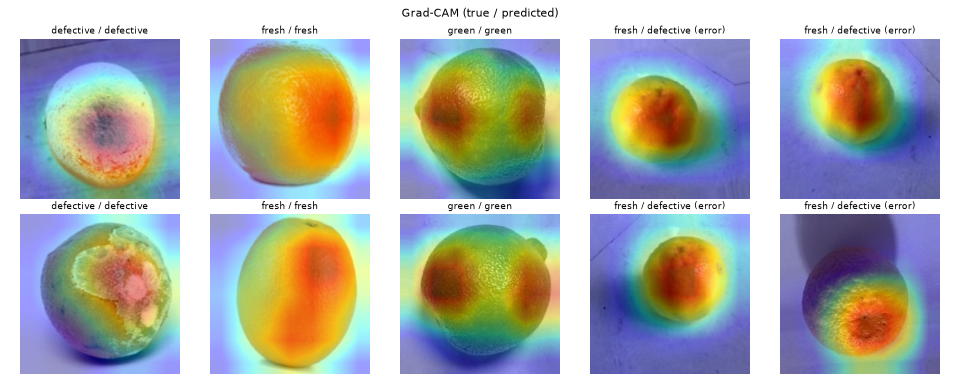 Grad-CAM (true / predicted)
defective / defective
fresh / fresh
green / green
fresh / defective (error)
fresh / defective (error)
defective / defective
fresh / fresh
green / green
fresh / defective (error)
fresh / defective (error)